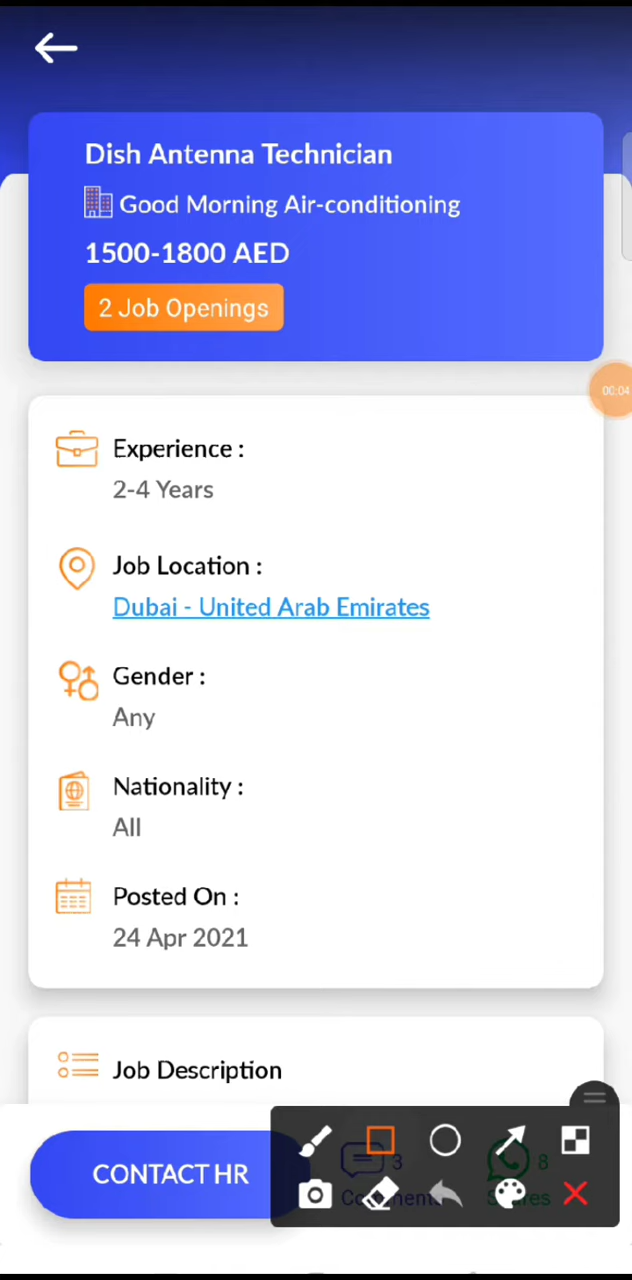 Dish Antenna Technician
Good Morning Air-conditioning
1500-1800 AED
2 Job Openings
00:04
Experience :
2-4 Years
Job Location :
Dubai - United Arab Emirates
Gender :
Any
Nationality :
All
Posted On :
24 Apr 2021
Job Description
CONTACT HR
3
8